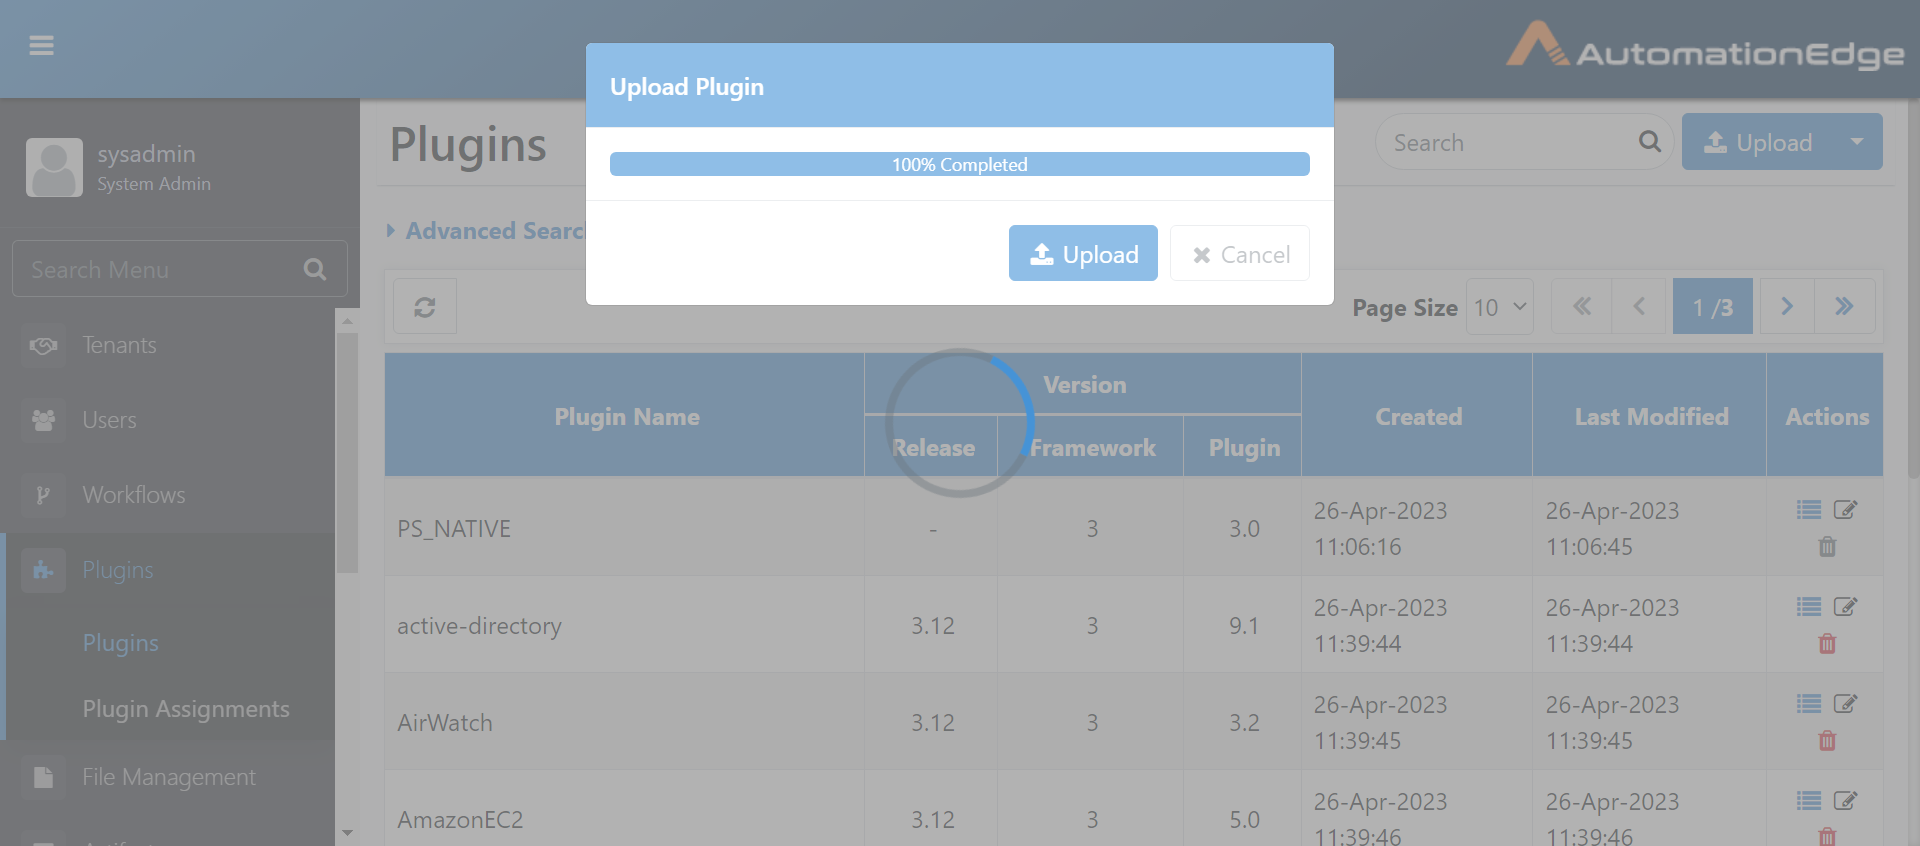 AutomationEdge
Upload Plugin
100% Completed
Upload
Cancel
sysadmin
System Admin
Search Menu
Tenants
Users
Workflows
Plugins
Plugins
Plugin Assignments
File Management
Plugins
Search
Upload
Advanced Search
Page Size 10 1 /3
Plugin Name Version Created Last Modified Actions
Release Framework Plugin
PS_NATIVE - 3 3.0 26-Apr-2023 26-Apr-2023
11:06:16 11:06:45
active-directory 3.12 3 9.1 26-Apr-2023 26-Apr-2023
11:39:44 11:39:44
AirWatch 3.12 3 3.2 26-Apr-2023 26-Apr-2023
11:39:45 11:39:45
AmazonEC2 3.12 3 5.0 26-Apr-2023 26-Apr-2023
11:39:46 11:39:46